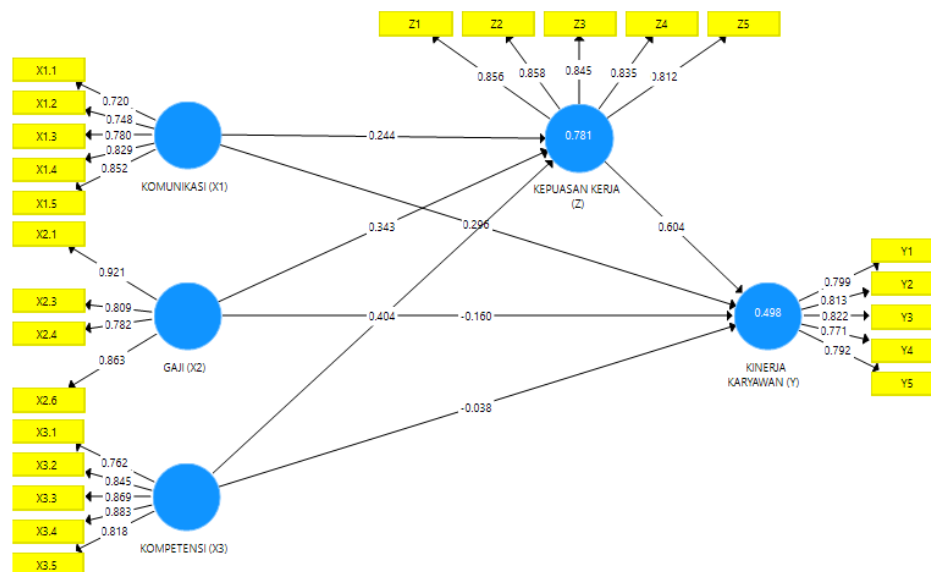 Z1
Z2
Z3
Z4
Z5
0.856
0.858
0.845
0.835
0.812
X1.1
X1.2
X1.3
X1.4
X1.5
0.720
0.748
0.780
0.829
0.852
KOMUNIKASI (X1)
0.244
0.781
KEPUASAN KERJA
(Z)
0.296
0.343
0.604
X2.1
X2.3
X2.4
X2.6
0.921
0.809
0.782
0.863
GAJI (X2)
0.404
-0.160
0.498
KINERJA
KARYAWAN (Y)
0.799
0.813
0.822
0.771
0.792
Y1
Y2
Y3
Y4
Y5
-0.038
X3.1
X3.2
X3.3
X3.4
X3.5
0.762
0.845
0.869
0.883
0.818
KOMPETENSI (X3)